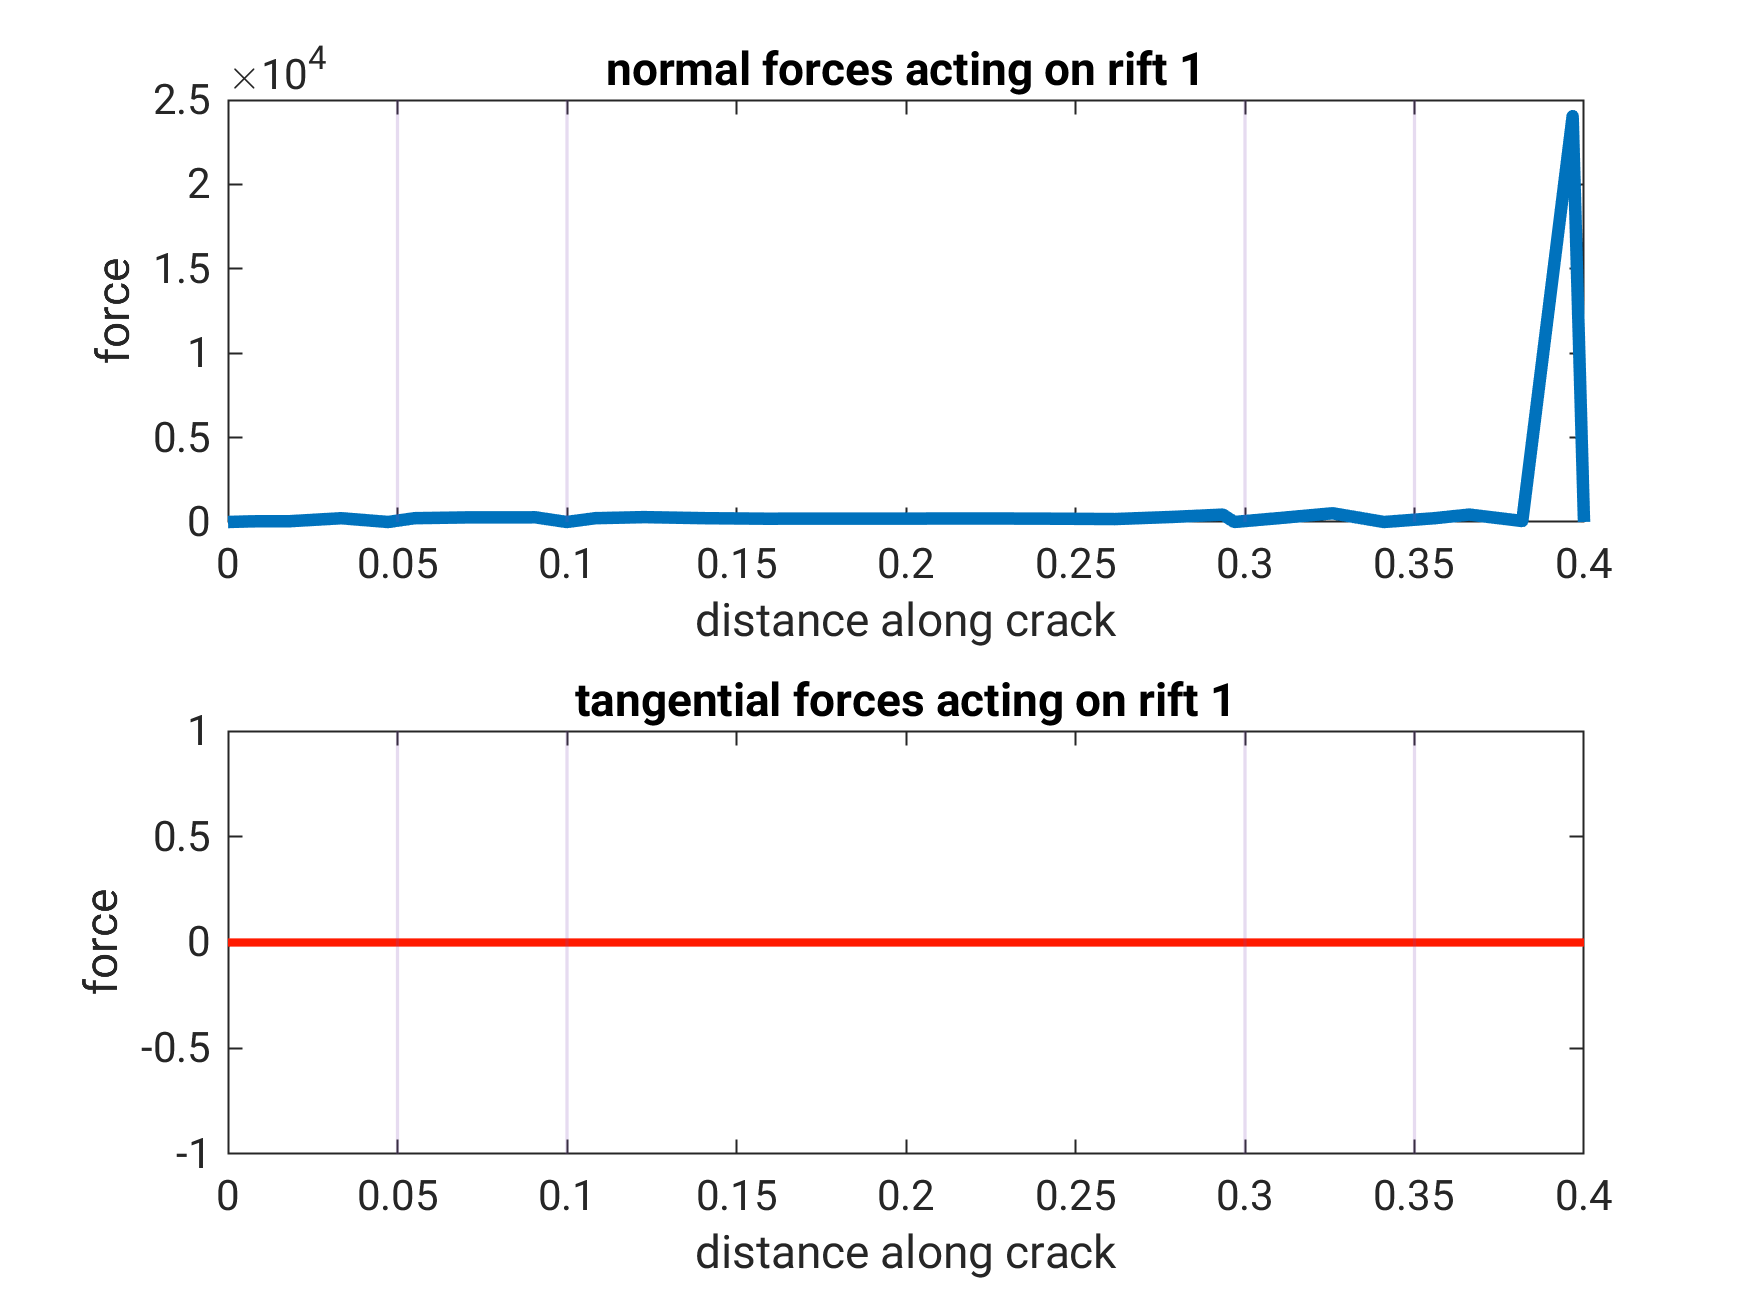 ×10⁴
normal forces acting on rift 1
2.5
2
1.5
1
0.5
0
force
0 0.05 0.1 0.15 0.2 0.25 0.3 0.35 0.4
distance along crack
tangential forces acting on rift 1
1
0.5
0
-0.5
-1
force
0 0.05 0.1 0.15 0.2 0.25 0.3 0.35 0.4
distance along crack